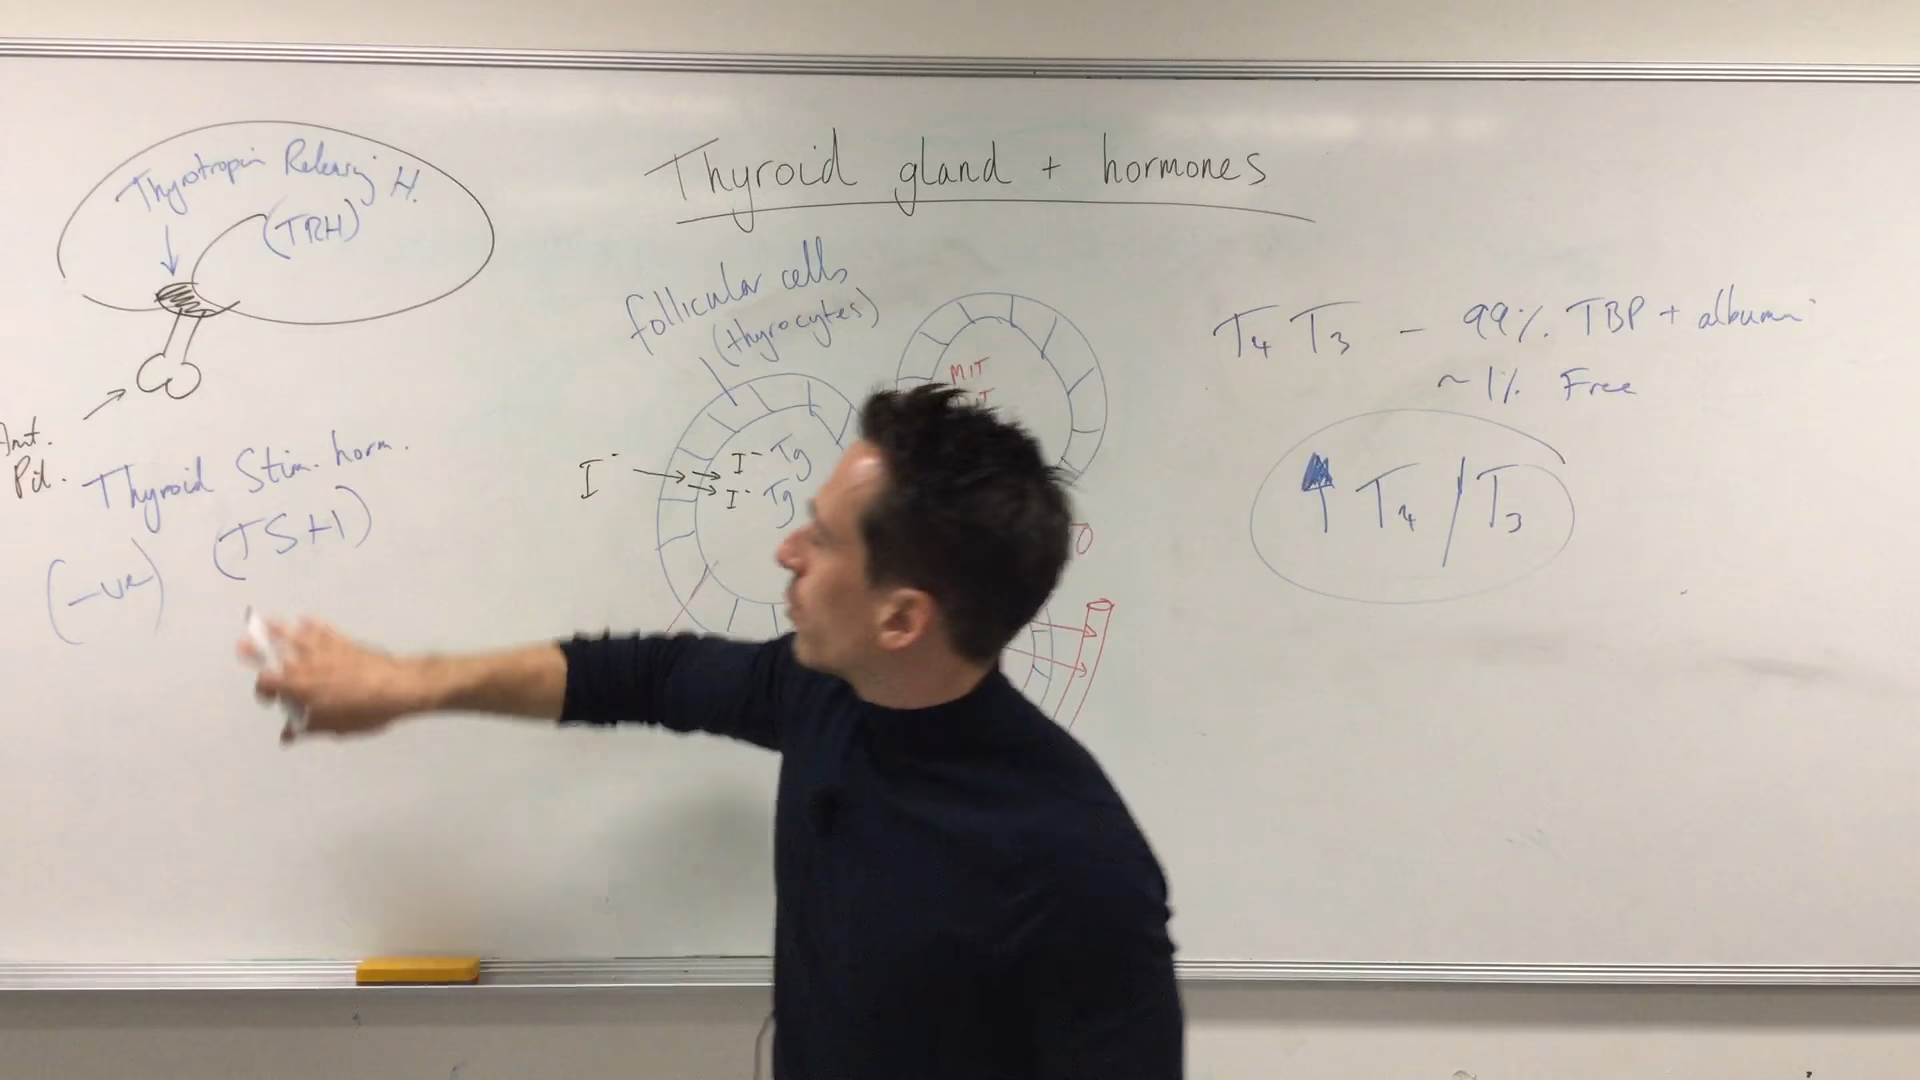 Thyroid gland + hormones
Thyrotropin Releasing H.
(TRH)
Ant.
Pit.
Thyroid Stim. horm.
(TSH)
(-ve)
follicular cells
(thyrocytes)
I⁻
I⁻ Tg
I⁻ Tg
MIT
T₄ T₃ - 99% TBP + albumin
~1% Free
↑ T₄ / T₃